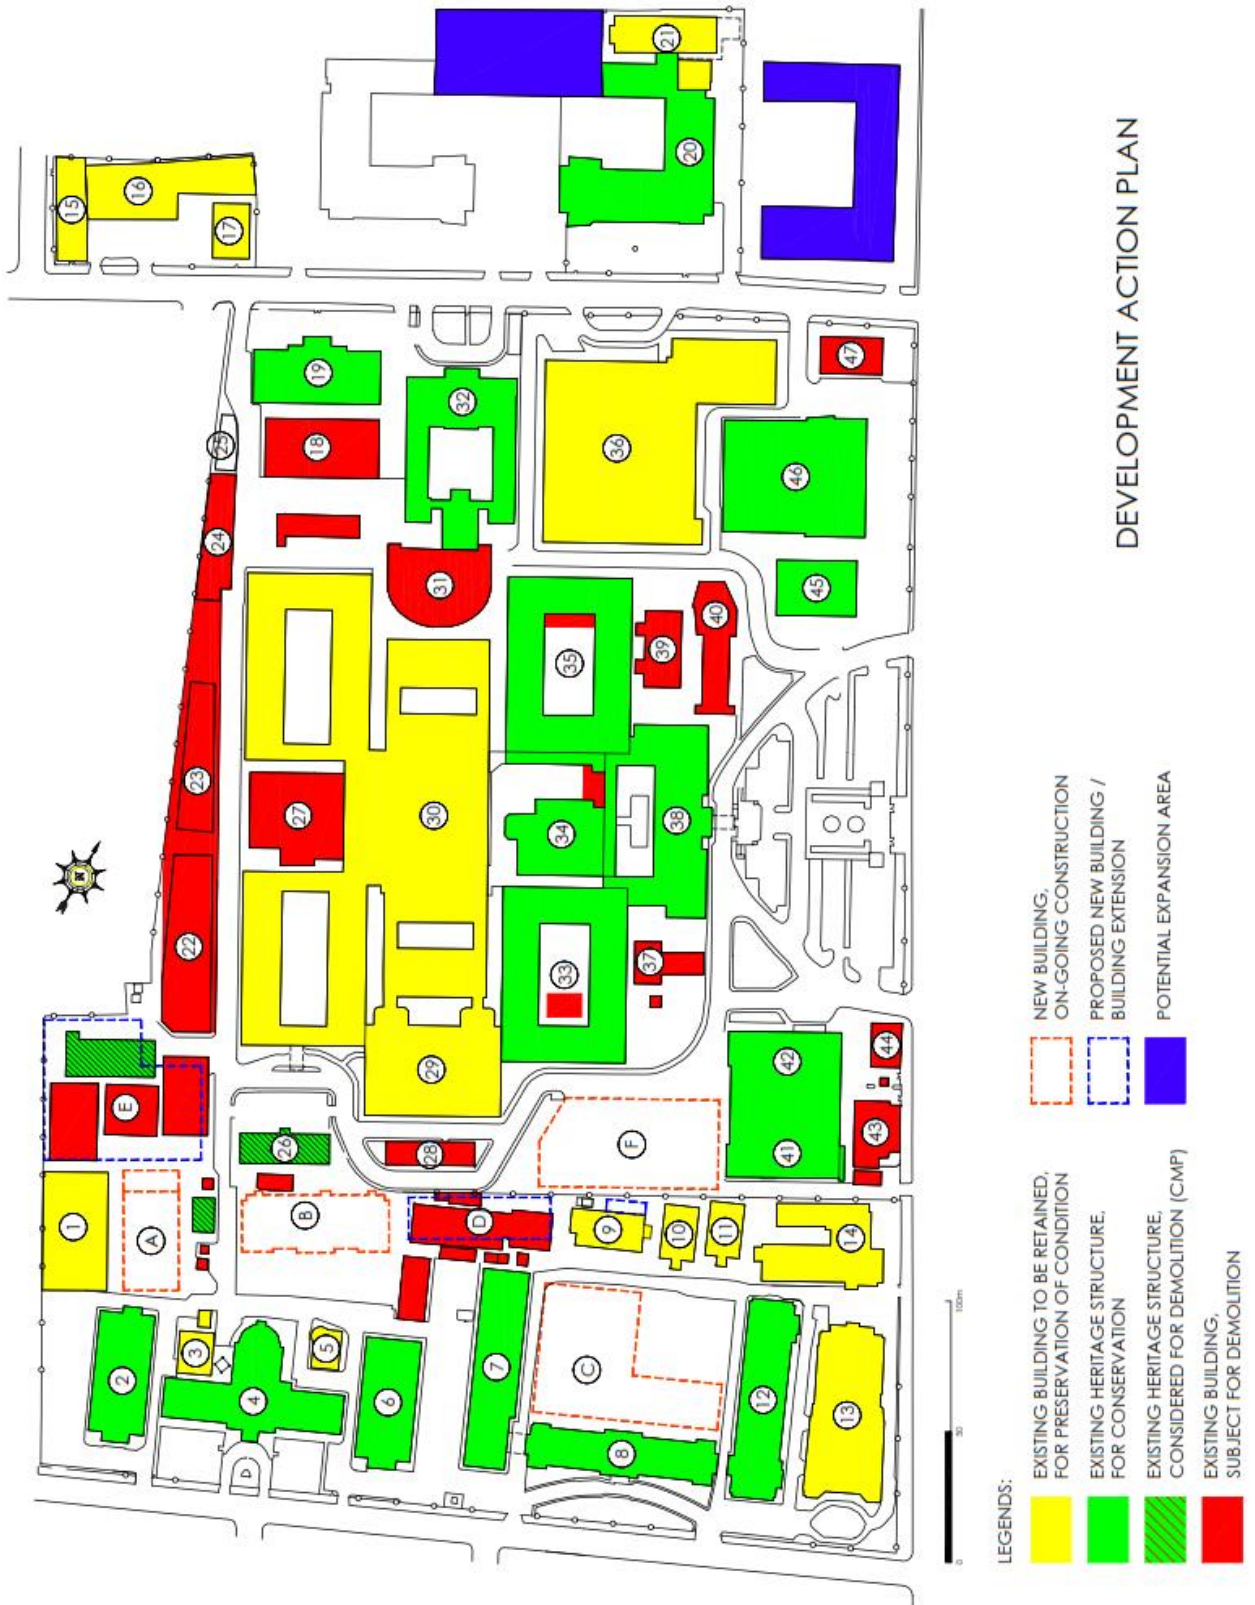 1
2
3
4
5
6
7
8
9
10
11
12
13
14
15
16
17
18
19
20
21
22
23
24
25
26
27
28
29
30
31
32
33
34
35
36
37
38
39
40
41
42
43
44
45
46
47
A
B
C
D
E
F
N
0 50 100m
LEGENDS:
EXISTING BUILDING TO BE RETAINED,
FOR PRESERVATION OF CONDITION
EXISTING HERITAGE STRUCTURE,
FOR CONSERVATION
EXISTING HERITAGE STRUCTURE,
CONSIDERED FOR DEMOLITION (CMP)
EXISTING BUILDING,
SUBJECT FOR DEMOLITION
NEW BUILDING,
ON-GOING CONSTRUCTION
PROPOSED NEW BUILDING /
BUILDING EXTENSION
POTENTIAL EXPANSION AREA
DEVELOPMENT ACTION PLAN